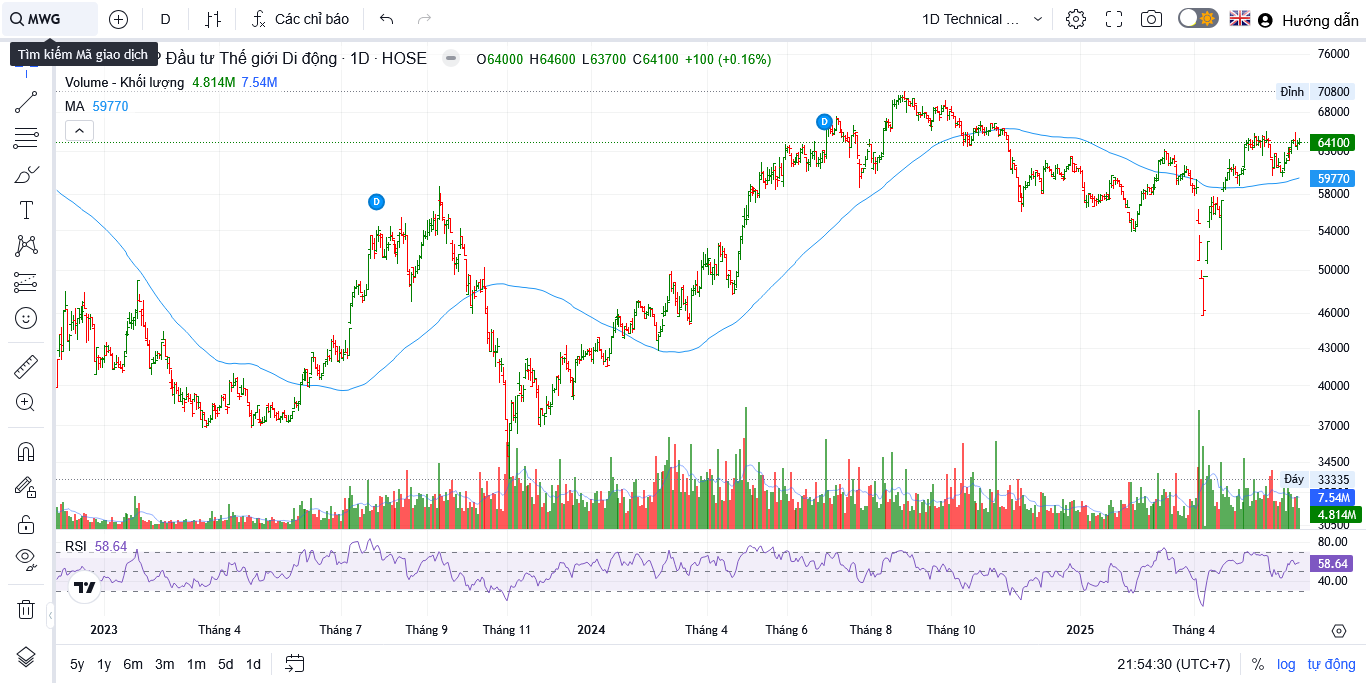 MWG
D
Các chỉ báo
1D Technical ...
Hướng dẫn
Tìm kiếm Mã giao dịch
Đầu tư Thế giới Di động · 1D · HOSE
O64000 H64600 L63700 C64100 +100 (+0.16%)
Volume - Khối lượng 4.814M 7.54M
MA 59770
D
D
76000
Đỉnh 70800
68000
64100
63000
59770
58000
54000
50000
46000
43000
40000
37000
34500
Đáy 33335
7.54M
4.814M
30500
RSI 58.64
80.00
58.64
40.00
2023
Tháng 4
Tháng 7
Tháng 9
Tháng 11
2024
Tháng 4
Tháng 6
Tháng 8
Tháng 10
2025
Tháng 4
5y 1y 6m 3m 1m 5d 1d
21:54:30 (UTC+7)
% log tự động